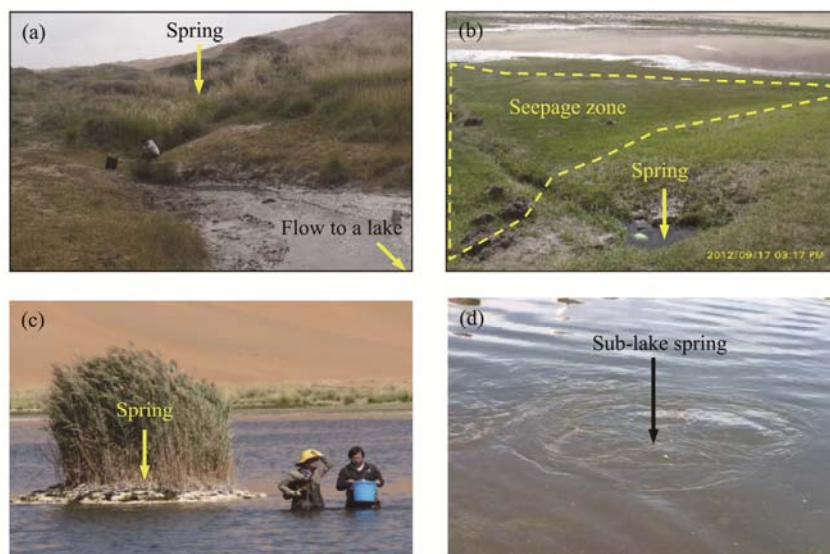 (a)
Spring
Flow to a lake
(b)
Seepage zone
Spring
2012/09/17 03:17 PM
(c)
Spring
(d)
Sub-lake spring